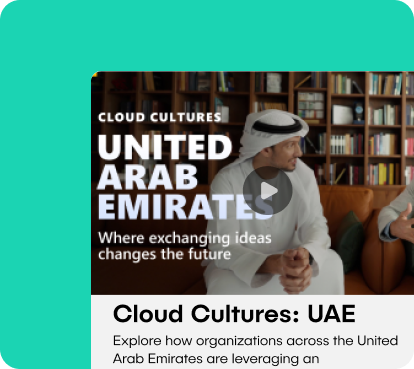 CLOUD CULTURES
UNITED
ARAB
EMIRATES
Where exchanging ideas
changes the future
Cloud Cultures: UAE
Explore how organizations across the United
Arab Emirates are leveraging an